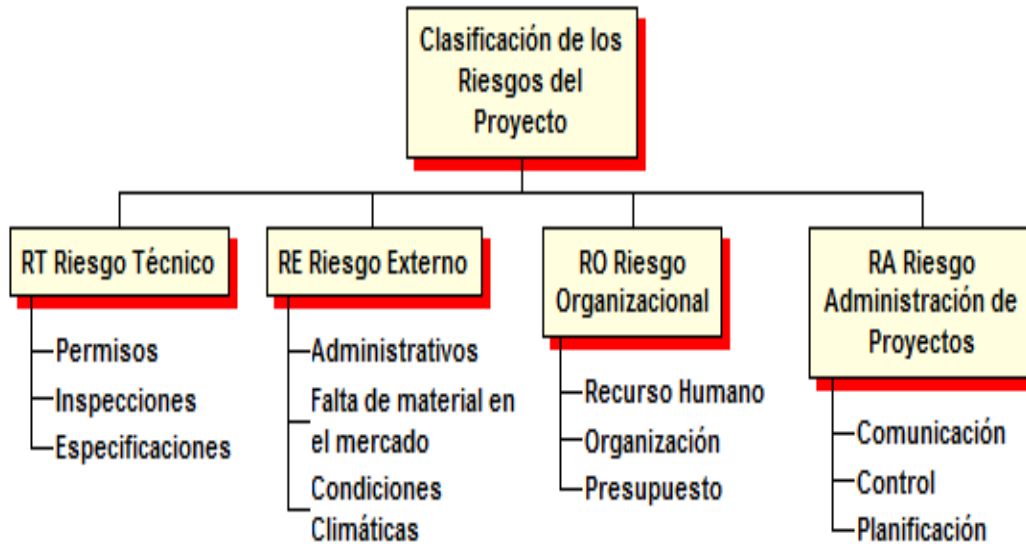 Clasificación de los
Riesgos del
Proyecto
RT Riesgo Técnico
Permisos
Inspecciones
Especificaciones
RE Riesgo Externo
Administrativos
Falta de material en
el mercado
Condiciones
Climáticas
RO Riesgo
Organizacional
Recurso Humano
Organización
Presupuesto
RA Riesgo
Administración de
Proyectos
Comunicación
Control
Planificación